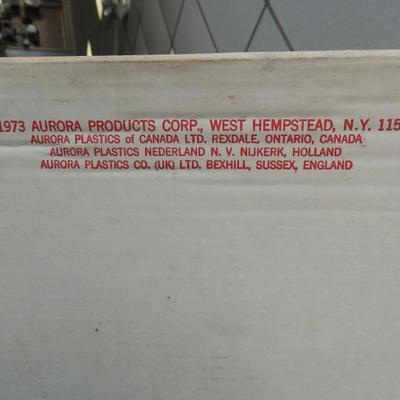 1973 AURORA PRODUCTS CORP., WEST HEMPSTEAD, N.Y. 115
AURORA PLASTICS of CANADA LTD. REXDALE, ONTARIO, CANADA
AURORA PLASTICS NEDERLAND N. V. NIJKERK, HOLLAND
AURORA PLASTICS CO. (UK) LTD. BEXHILL, SUSSEX, ENGLAND